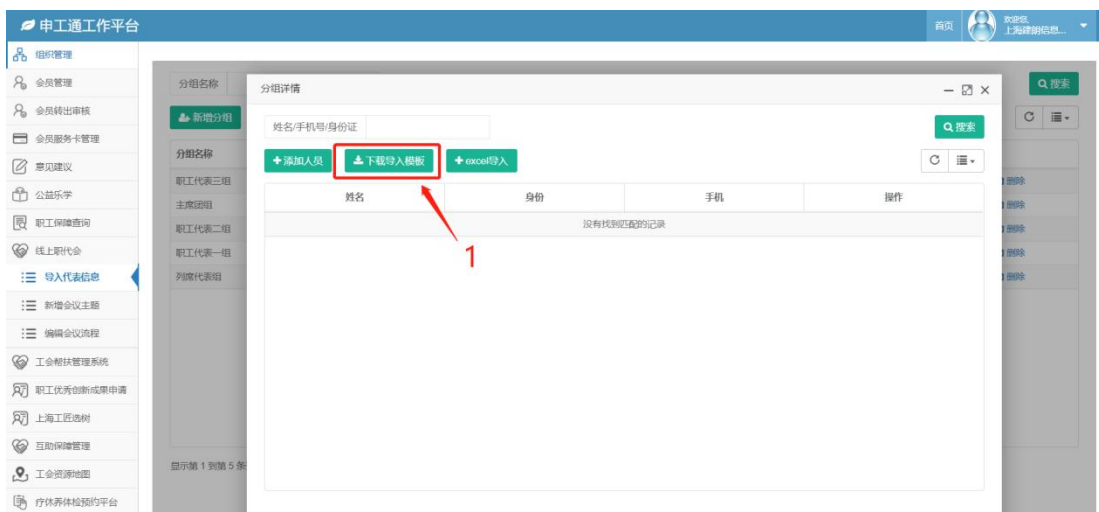 申工通工作平台
首页
欢迎您,
上海建朗信息...
组织管理
会员管理
会员转出审核
会员服务卡管理
意见建议
公益乐学
职工保障查询
线上职代会
导入代表信息
新增会议主题
编辑会议流程
工会帮扶管理系统
职工优秀创新成果申请
上海工匠选树
互助保障管理
工会资源地图
疗休养体检预约平台
分组名称
搜索
新增分组
分组名称
职工代表三组
删除
主席团组
删除
职工代表二组
删除
职工代表一组
删除
列席代表组
删除
显示第 1 到第 5 条
分组详情
姓名/手机号/身份证
搜索
添加人员
下载导入模板
excel导入
姓名 身份 手机 操作
没有找到匹配的记录
1